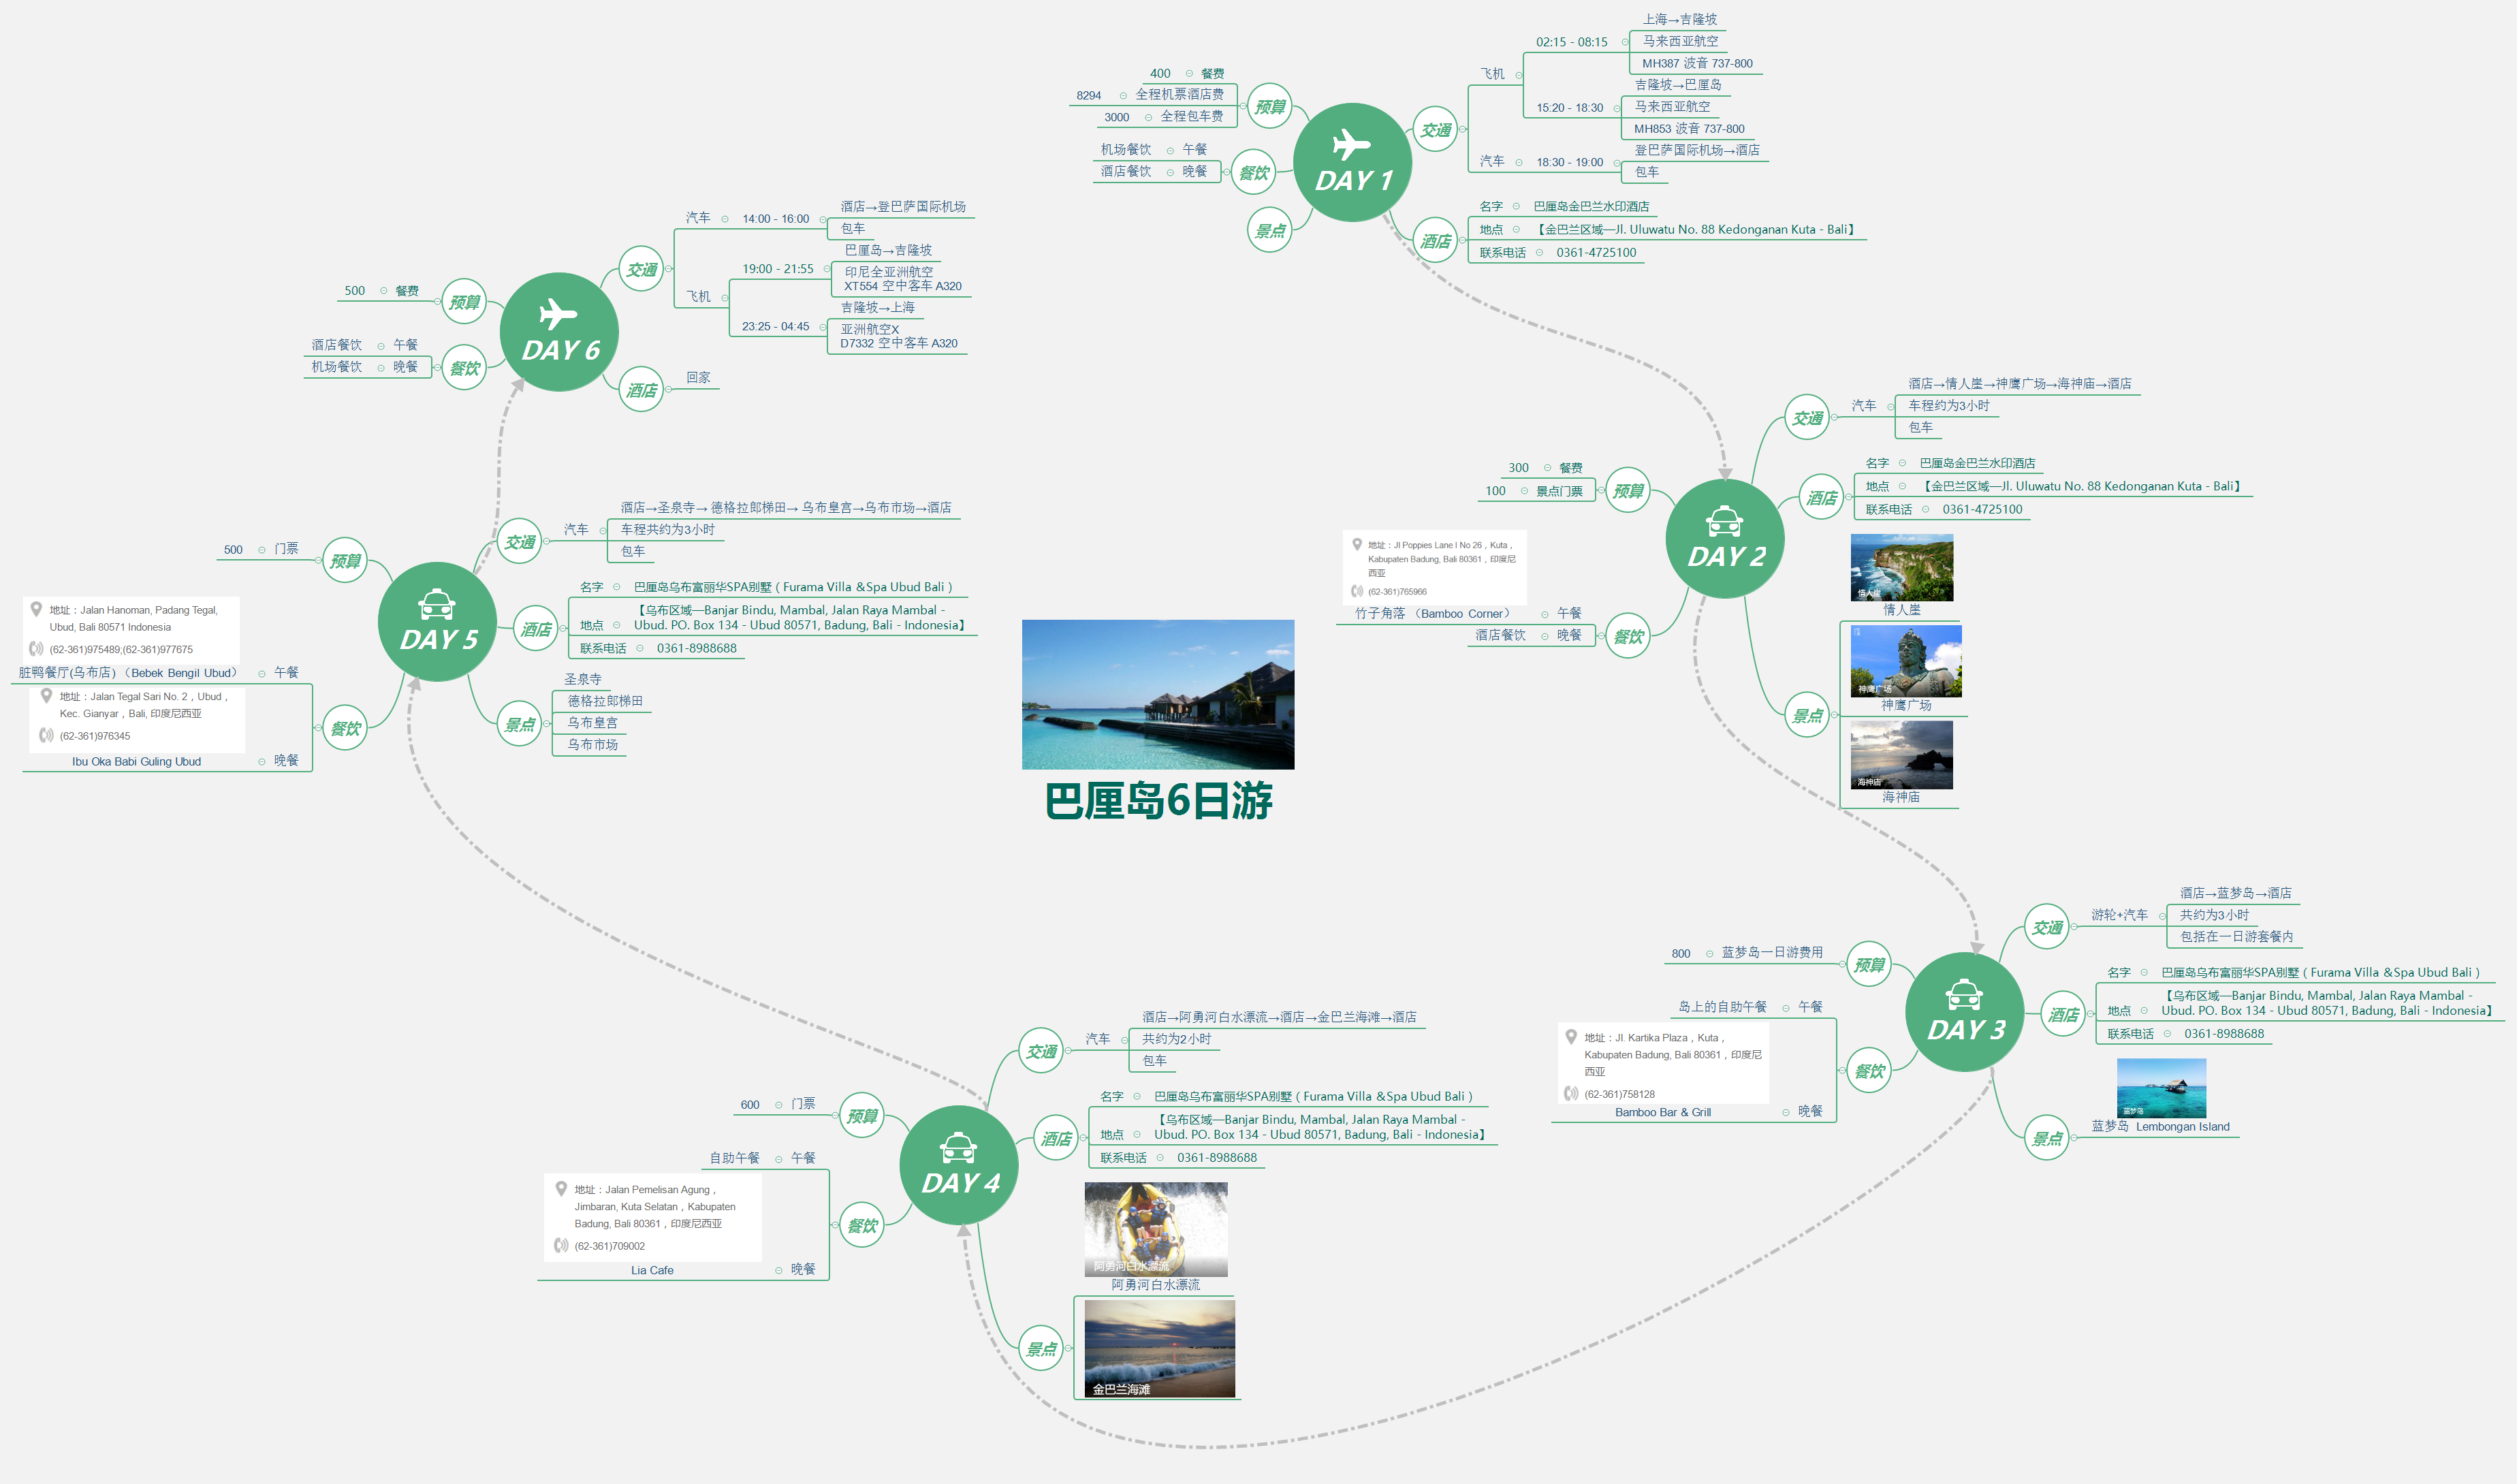 巴厘岛6日游
DAY 1
交通
飞机
02:15 - 08:15
上海→吉隆坡
马来西亚航空
MH387 波音 737-800
15:20 - 18:30
吉隆坡→巴厘岛
马来西亚航空
MH853 波音 737-800
汽车
18:30 - 19:00
登巴萨国际机场→酒店
包车
酒店
名字
巴厘岛金巴兰水印酒店
地点
【金巴兰区域—Jl. Uluwatu No. 88 Kedonganan Kuta - Bali】
联系电话
0361-4725100
预算
400
餐费
8294
全程机票酒店费
3000
全程包车费
餐饮
机场餐饮
午餐
酒店餐饮
晚餐
景点
DAY 2
交通
汽车
酒店→情人崖→神鹰广场→海神庙→酒店
车程约为3小时
包车
酒店
名字
巴厘岛金巴兰水印酒店
地点
【金巴兰区域—Jl. Uluwatu No. 88 Kedonganan Kuta - Bali】
联系电话
0361-4725100
景点
情人崖
情人崖
神鹰广场
神鹰广场
海神庙
海神庙
预算
300
餐费
100
景点门票
餐饮
地址：Jl Poppies Lane I No 26，Kuta，
Kabupaten Badung, Bali 80361，印度尼
西亚
(62-361)765966
竹子角落 （Bamboo Corner）
午餐
酒店餐饮
晚餐
DAY 3
交通
游轮+汽车
酒店→蓝梦岛→酒店
共约为3小时
包括在一日游套餐内
酒店
名字
巴厘岛乌布富丽华SPA别墅（Furama Villa ＆Spa Ubud Bali）
地点
【乌布区域—Banjar Bindu, Mambal, Jalan Raya Mambal -
Ubud. PO. Box 134 - Ubud 80571, Badung, Bali - Indonesia】
联系电话
0361-8988688
景点
蓝梦岛
蓝梦岛 Lembongan Island
预算
800
蓝梦岛一日游费用
餐饮
岛上的自助午餐
午餐
地址：Jl. Kartika Plaza，Kuta，
Kabupaten Badung, Bali 80361，印度尼
西亚
(62-361)758128
Bamboo Bar & Grill
晚餐
DAY 4
交通
汽车
酒店→阿勇河白水漂流→酒店→金巴兰海滩→酒店
共约为2小时
包车
酒店
名字
巴厘岛乌布富丽华SPA别墅（Furama Villa ＆Spa Ubud Bali）
地点
【乌布区域—Banjar Bindu, Mambal, Jalan Raya Mambal -
Ubud. PO. Box 134 - Ubud 80571, Badung, Bali - Indonesia】
联系电话
0361-8988688
景点
阿勇河白水漂流
阿勇河白水漂流
金巴兰海滩
预算
600
门票
餐饮
自助午餐
午餐
地址：Jalan Pemelisan Agung，
Jimbaran, Kuta Selatan，Kabupaten
Badung, Bali 80361，印度尼西亚
(62-361)709002
Lia Cafe
晚餐
DAY 5
交通
汽车
酒店→圣泉寺→ 德格拉郎梯田→ 乌布皇宫→乌布市场→酒店
车程共约为3小时
包车
酒店
名字
巴厘岛乌布富丽华SPA别墅（Furama Villa ＆Spa Ubud Bali）
地点
【乌布区域—Banjar Bindu, Mambal, Jalan Raya Mambal -
Ubud. PO. Box 134 - Ubud 80571, Badung, Bali - Indonesia】
联系电话
0361-8988688
景点
圣泉寺
德格拉郎梯田
乌布皇宫
乌布市场
预算
500
门票
餐饮
地址：Jalan Hanoman, Padang Tegal,
Ubud, Bali 80571 Indonesia
(62-361)975489;(62-361)977675
脏鸭餐厅(乌布店) （Bebek Bengil Ubud）
午餐
地址：Jalan Tegal Sari No. 2，Ubud，
Kec. Gianyar，Bali, 印度尼西亚
(62-361)976345
Ibu Oka Babi Guling Ubud
晚餐
DAY 6
交通
汽车
14:00 - 16:00
酒店→登巴萨国际机场
包车
飞机
19:00 - 21:55
巴厘岛→吉隆坡
印尼全亚洲航空
XT554 空中客车 A320
23:25 - 04:45
吉隆坡→上海
亚洲航空X
D7332 空中客车 A320
酒店
回家
预算
500
餐费
餐饮
酒店餐饮
午餐
机场餐饮
晚餐